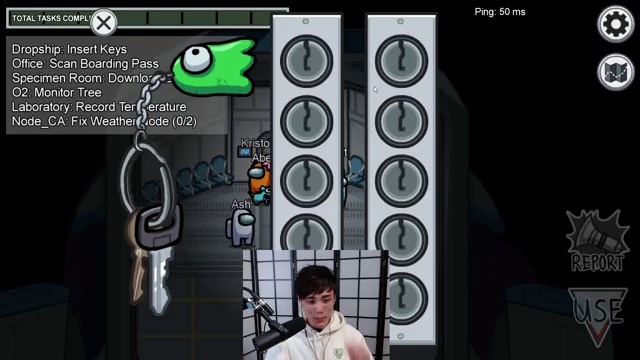 TOTAL TASKS COMPL
Ping: 50 ms
Dropship: Insert Keys
Office: Scan Boarding Pass
Specimen Room: Downloa
O2: Monitor Tree
Laboratory: Record Temperature
Node_CA: Fix Weather Node (0/2)
Kristo
Abe
Ash
REPORT
USE